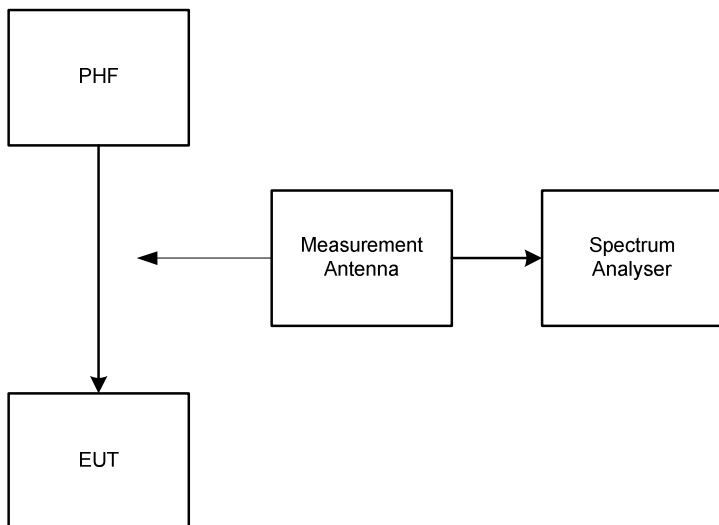 PHF
Measurement
Antenna
Spectrum
Analyser
EUT